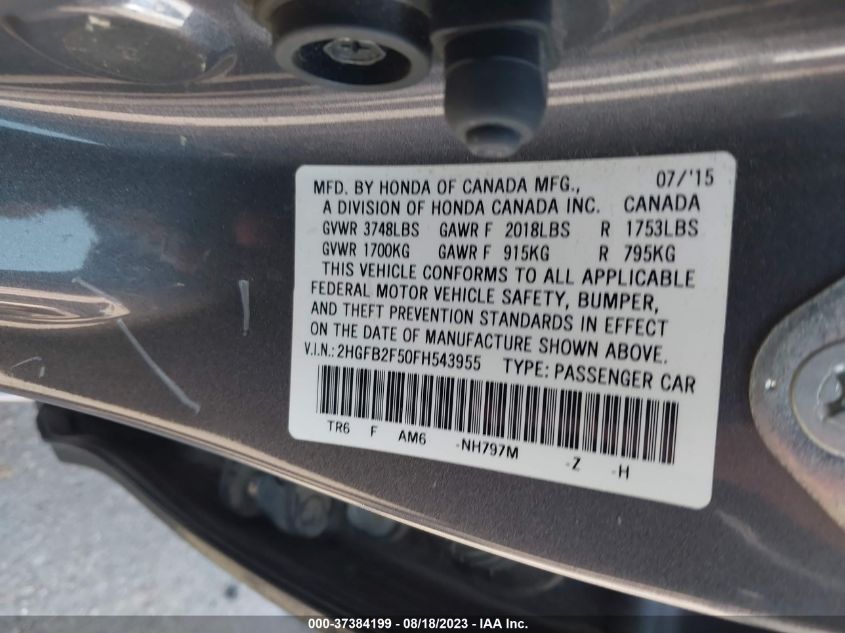 MFD. BY HONDA OF CANADA MFG., 07/'15
A DIVISION OF HONDA CANADA INC. CANADA
GVWR 3748LBS GAWR F 2018LBS R 1753LBS
GVWR 1700KG GAWR F 915KG R 795KG
THIS VEHICLE CONFORMS TO ALL APPLICABLE
FEDERAL MOTOR VEHICLE SAFETY, BUMPER,
AND THEFT PREVENTION STANDARDS IN EFFECT
ON THE DATE OF MANUFACTURE SHOWN ABOVE.
V.I.N.: 2HGFB2F50FH543955 TYPE: PASSENGER CAR
TR6 F AM6 -NH797M -Z -H
000-37384199 - 08/18/2023 - IAA Inc.